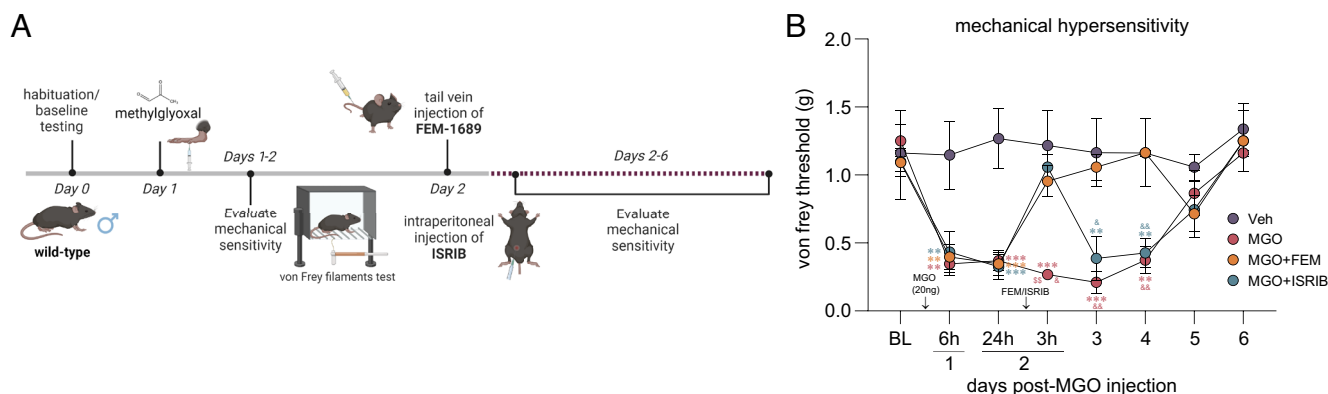 A
habituation/
baseline
testing
O
O
CH₃
H
methylglyoxal
tail vein
injection of
FEM-1689
Days 1-2
Days 2-6
Day 0
Day 1
Day 2
wild-type
Evaluate
mechanical
sensitivity
von Frey filaments test
intraperitoneal
injection of
ISRIB
Evaluate
mechanical
sensitivity
B
mechanical hypersensitivity
von frey threshold (g)
2.0
1.5
1.0
0.5
0.0
Veh
MGO
MGO+FEM
MGO+ISRIB
**
**
**
***
***
***
***
$$ &
&
**
***
&&
&&
**
**
&&
MGO
(20ng)
FEM/ISRIB
BL 6h 24h 3h 3 4 5 6
1 2
days post-MGO injection